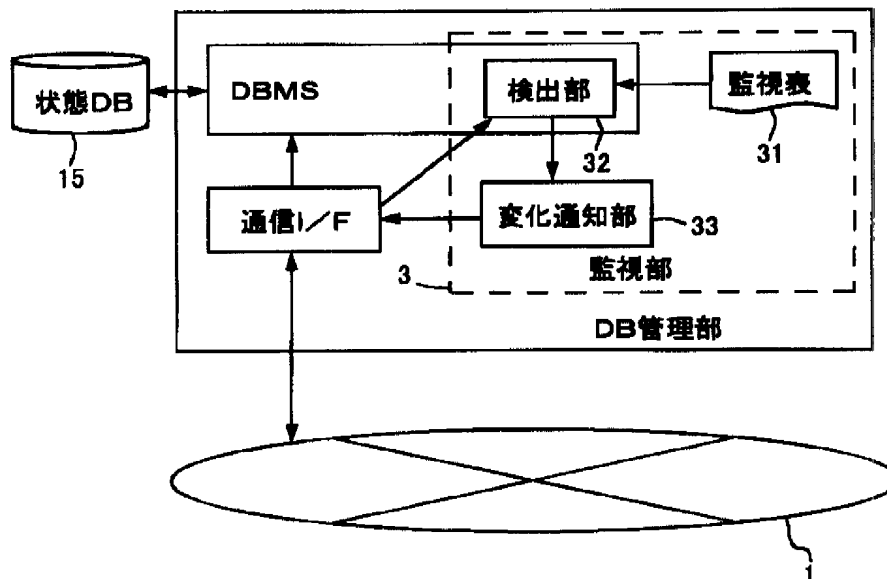 状態DB
15
DBMS
検出部
32
監視表
31
通信I/F
変化通知部
33
監視部
3
DB管理部
1